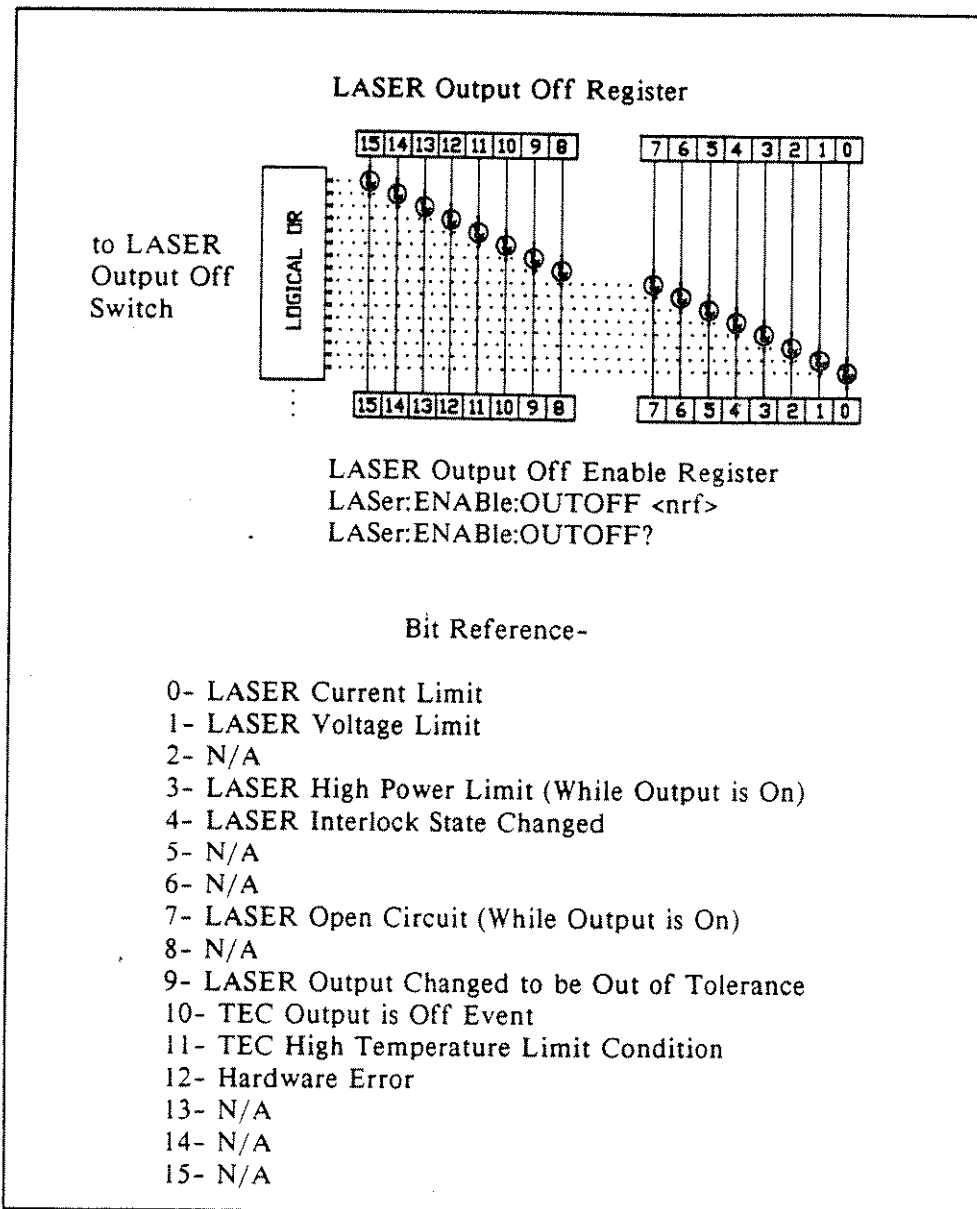 LASER Output Off Register
15 14 13 12 11 10 9 8 7 6 5 4 3 2 1 0
to LASER
Output Off
Switch
LOGICAL OR
15 14 13 12 11 10 9 8 7 6 5 4 3 2 1 0
LASER Output Off Enable Register
LASer:ENABle:OUTOFF <nrf>
LASer:ENABle:OUTOFF?
Bit Reference-
0- LASER Current Limit
1- LASER Voltage Limit
2- N/A
3- LASER High Power Limit (While Output is On)
4- LASER Interlock State Changed
5- N/A
6- N/A
7- LASER Open Circuit (While Output is On)
8- N/A
9- LASER Output Changed to be Out of Tolerance
10- TEC Output is Off Event
11- TEC High Temperature Limit Condition
12- Hardware Error
13- N/A
14- N/A
15- N/A